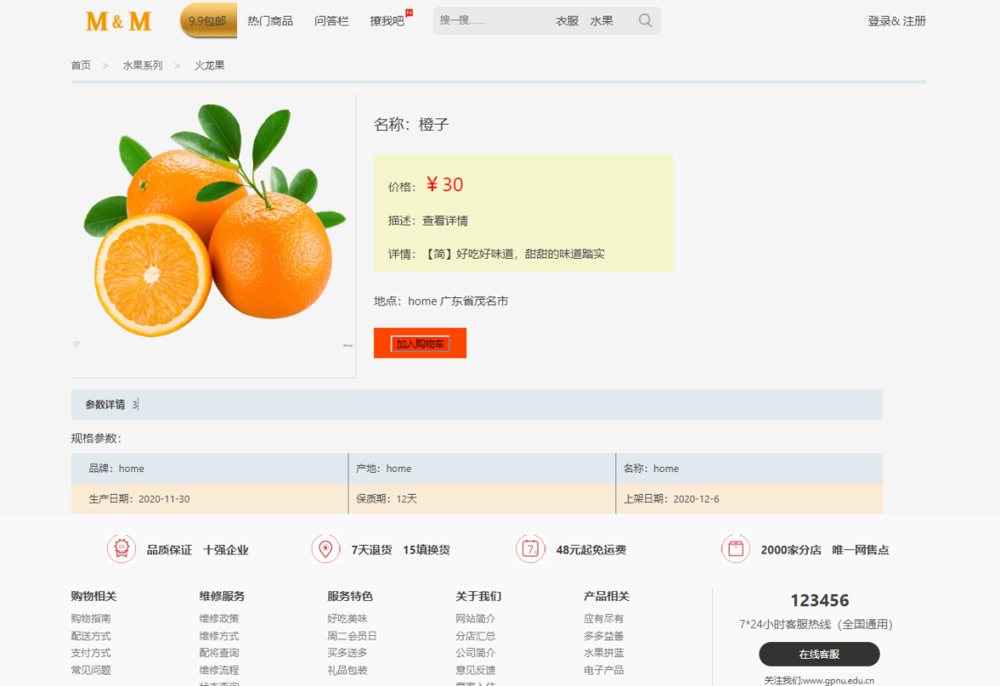 M & M 9.9包邮 热门商品 问答栏 撩我吧 N 搜一搜...... 衣服 水果 登录& 注册
首页 > 水果系列 > 火龙果
名称：橙子
价格：¥ 30
描述：查看详情
详情：【简】好吃好味道，甜甜的味道踏实
地点：home 广东省茂名市
加入购物车
参数详情 3
规格参数：
品牌：home 产地：home 名称：home
生产日期：2020-11-30 保质期：12天 上架日期：2020-12-6
品质保证 十强企业 7天退货 15填换货 7 48元起免运费 2000家分店 唯一网售点
购物相关 维修服务 服务特色 关于我们 产品相关 123456
购物指南 维修政策 好吃美味 网站简介 应有尽有 7*24小时客服热线（全国通用）
配送方式 维修方式 周二会员日 分店汇总 多多益善
支付方式 配将查询 买多送多 公司简介 水果拼蓝 在线客服
常见问题 维修流程 礼品包装 意见反馈 电子产品
关注我们:www.gpnu.edu.cn